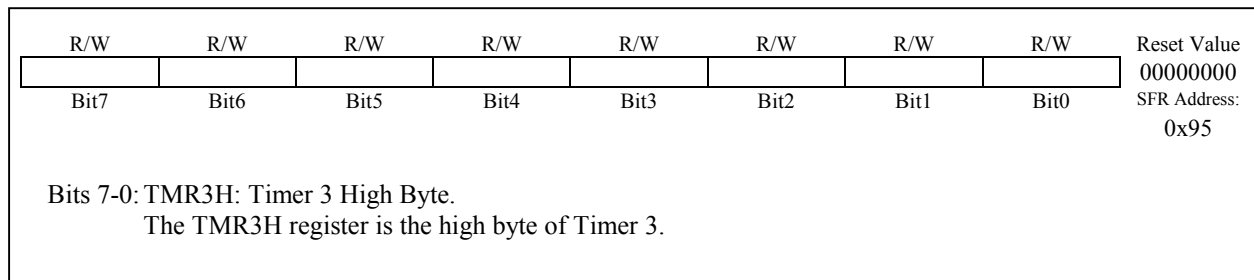 R/W R/W R/W R/W R/W R/W R/W R/W Reset Value
00000000
Bit7 Bit6 Bit5 Bit4 Bit3 Bit2 Bit1 Bit0 SFR Address:
0x95
Bits 7-0: TMR3H: Timer 3 High Byte.
The TMR3H register is the high byte of Timer 3.